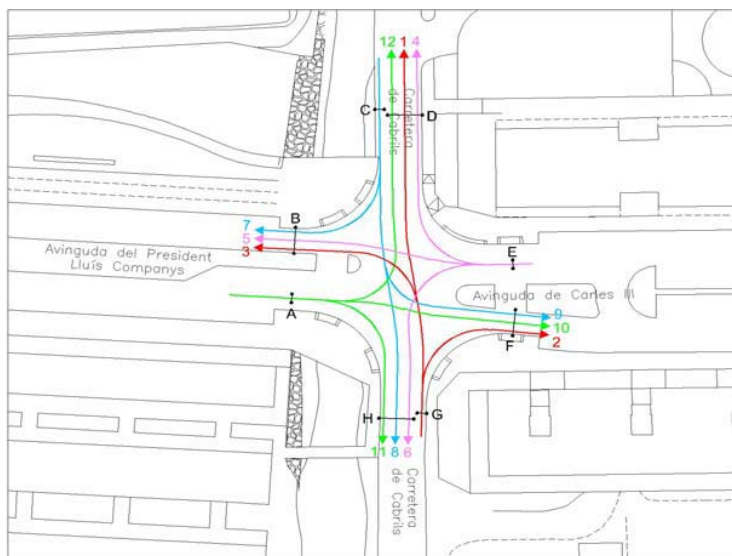 12 1 4
Carretera
de Cabrils
C
D
B
7
5
3
E
Avinguda del President
Lluís Companys
Avinguda de Carles III
A
9
10
F
2
H
G
11 8 6
Carretera
de Cabrils